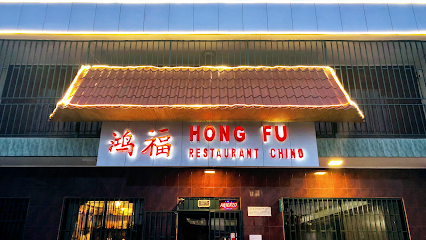 鸿福 HONG FU
RESTAURANT CHINO